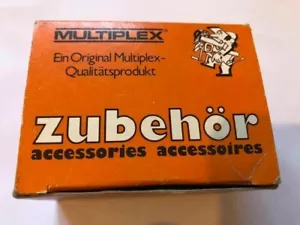 MULTIPLEX
Ein Original Multiplex-
Qualitätsprodukt
zubehör
accessories accessoires